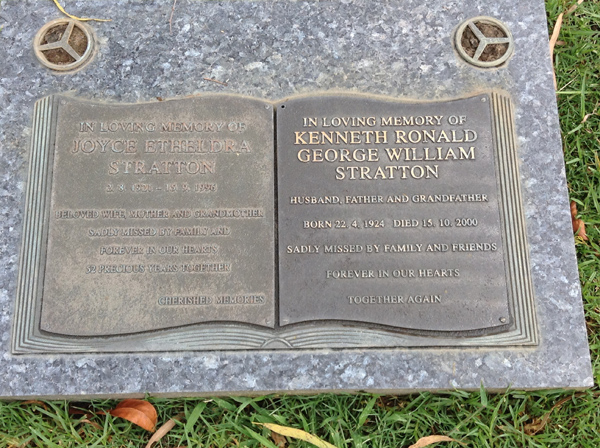 IN LOVING MEMORY OF
JOYCE ETHELDRA
STRATTON
BELOVED WIFE, MOTHER AND GRANDMOTHER
SADLY MISSED BY FAMILY AND
FOREVER IN OUR HEARTS
52 PRECIOUS YEARS TOGETHER
CHERISHED MEMORIES
IN LOVING MEMORY OF
KENNETH RONALD
GEORGE WILLIAM
STRATTON
HUSBAND, FATHER AND GRANDFATHER
BORN 22. 4. 1924 DIED 15. 10. 2000
SADLY MISSED BY FAMILY AND FRIENDS
FOREVER IN OUR HEARTS
TOGETHER AGAIN